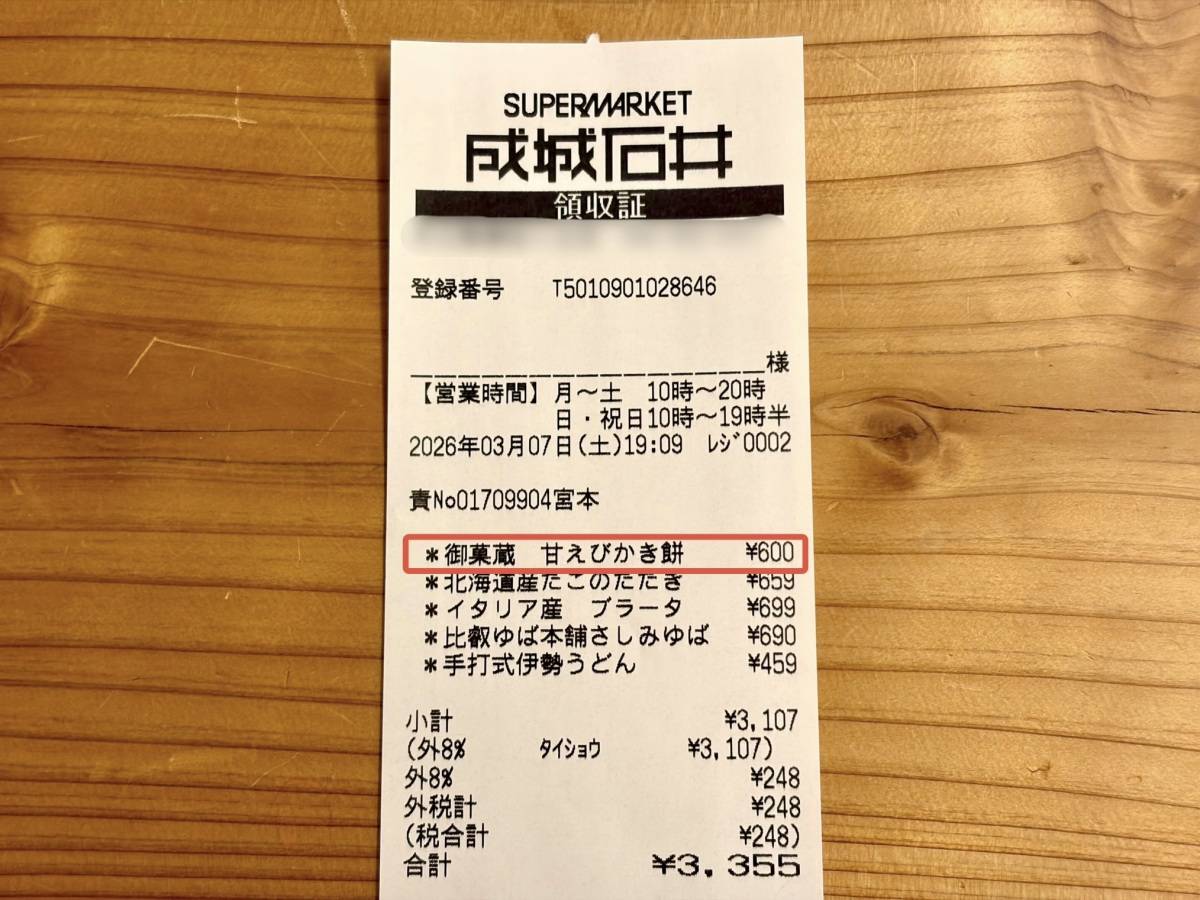 SUPERMARKET
成城石井
領収証
登録番号 T5010901028646
様
【営業時間】月～土 10時～20時
日・祝日10時～19時半
2026年03月07日(土)19:09 ﾚｼﾞ0002
責No01709904宮本
*御菓蔵 甘えびかき餅 ¥600
*北海道産たこのたたき ¥659
*イタリア産 ブラータ ¥699
*比叡ゆば本舗さしみゆば ¥690
*手打式伊勢うどん ¥459
小計 ¥3,107
(外8% ﾀｲｼｮｳ ¥3,107)
外8% ¥248
外税計 ¥248
(税合計 ¥248)
合計 ¥3,355